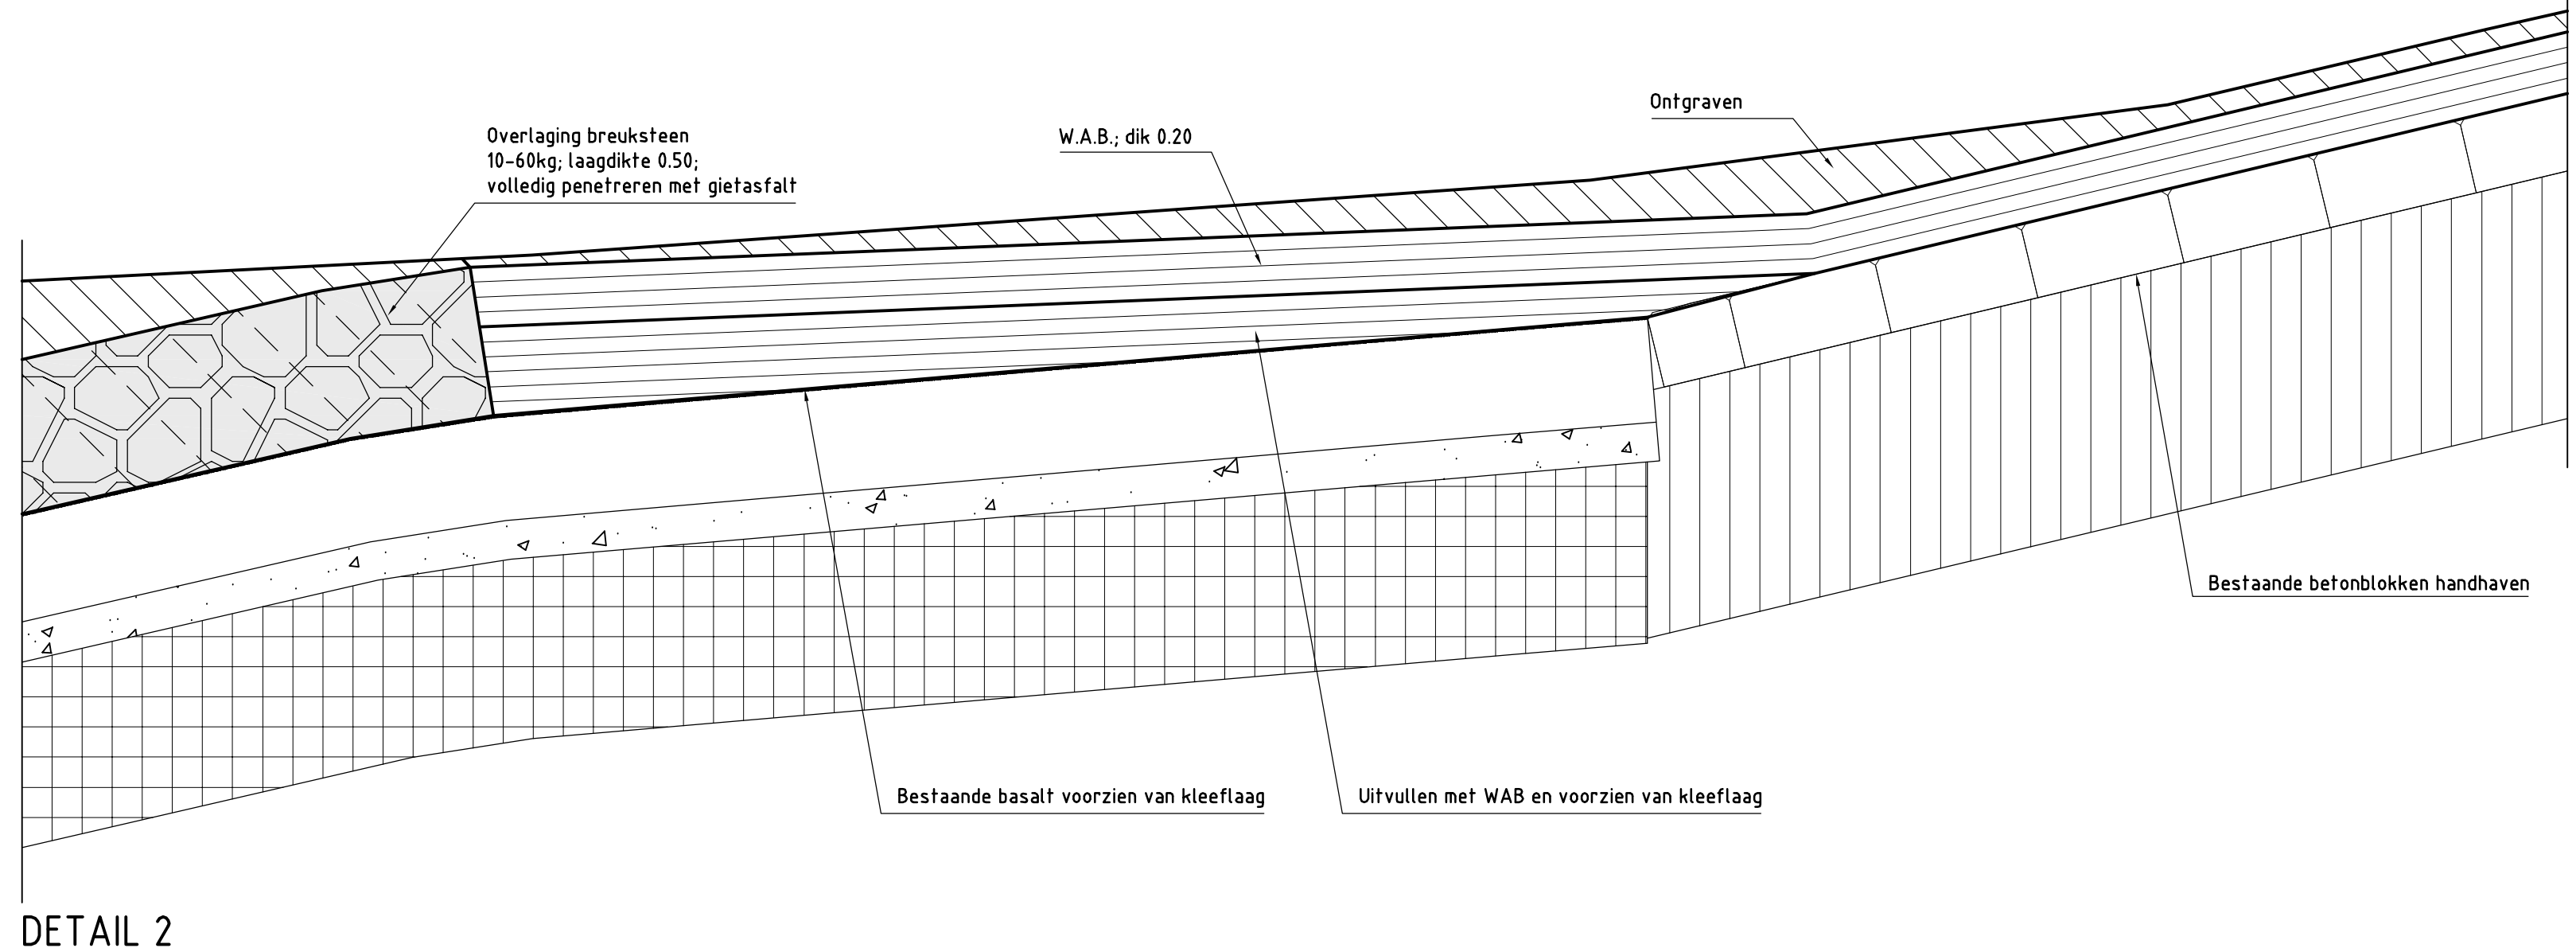 Ontgraven
Overlaging breuksteen
10-60kg; laagdikte 0.50;
volledig penetreren met gietasfalt
W.A.B.; dik 0.20
Bestaande betonblokken handhaven
Bestaande basalt voorzien van kleeflaag
Uitvullen met WAB en voorzien van kleeflaag
DETAIL 2